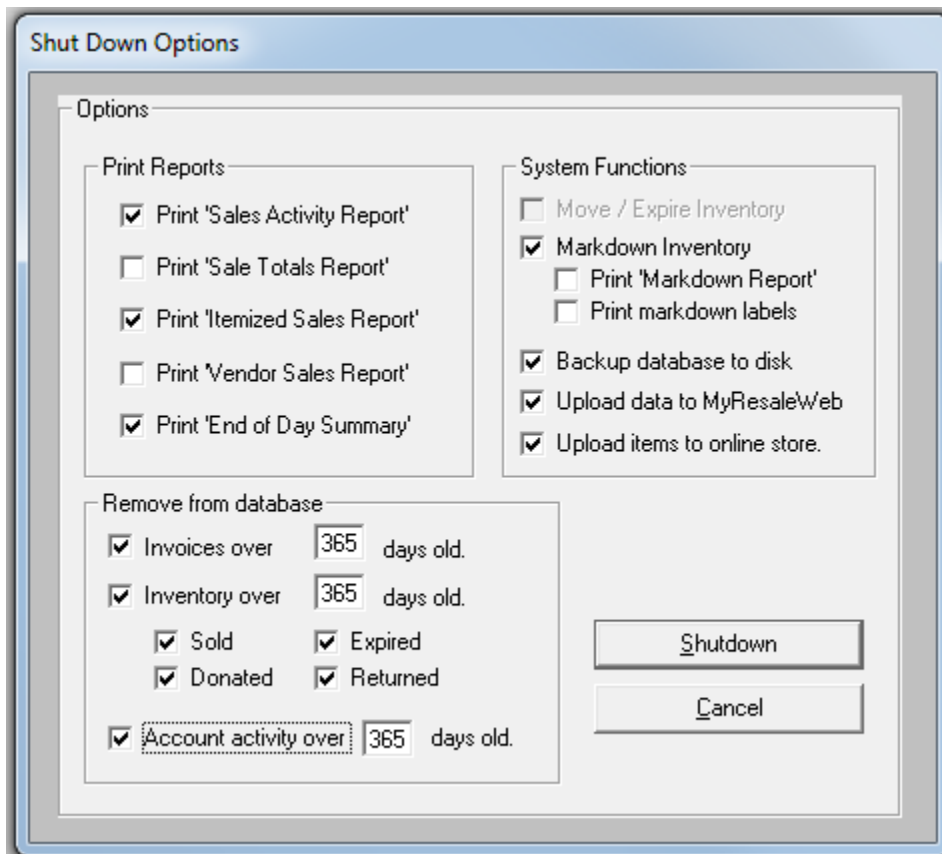 Shut Down Options
Options
Print Reports
Print 'Sales Activity Report'
Print 'Sale Totals Report'
Print 'Itemized Sales Report'
Print 'Vendor Sales Report'
Print 'End of Day Summary'
System Functions
Move / Expire Inventory
Markdown Inventory
Print 'Markdown Report'
Print markdown labels
Backup database to disk
Upload data to MyResaleWeb
Upload items to online store.
Remove from database
Invoices over 365 days old.
Inventory over 365 days old.
Sold Expired
Donated Returned
Account activity over 365 days old.
Shutdown
Cancel